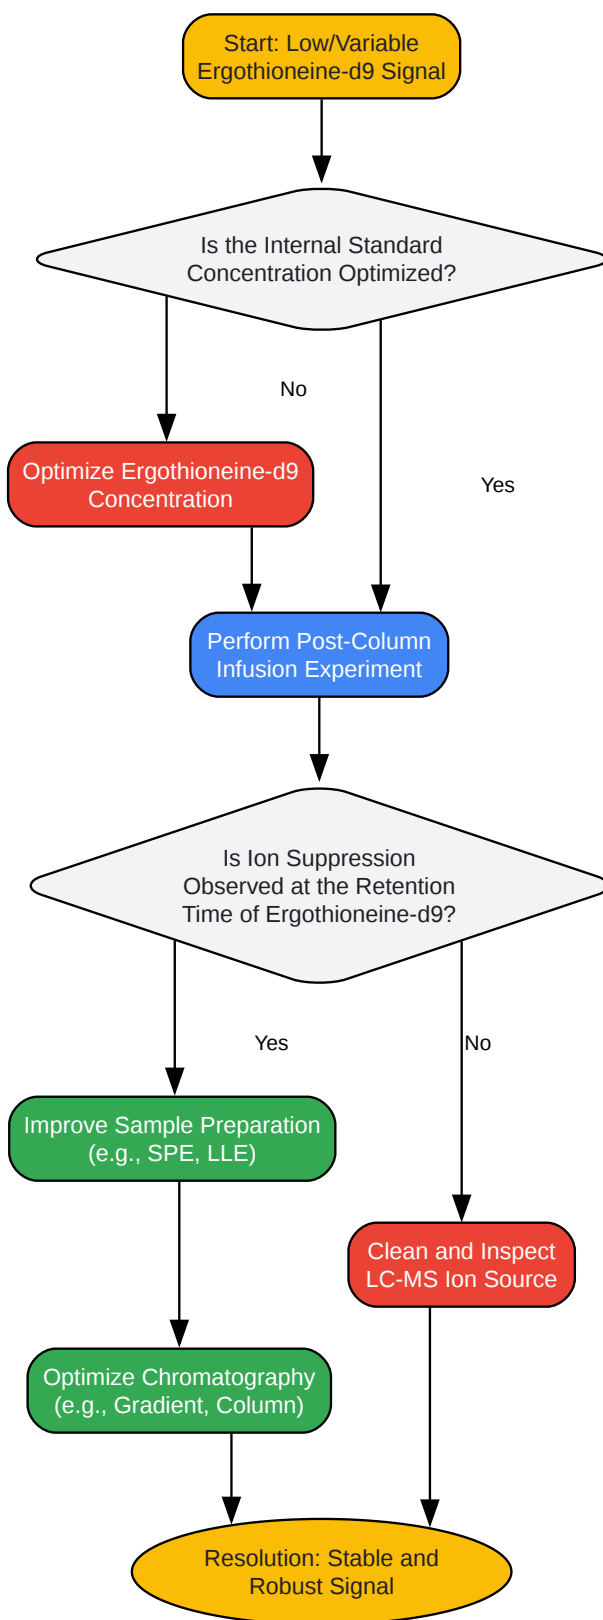 Start: Low/Variable
Ergothioneine-d9 Signal
Is the Internal Standard
Concentration Optimized?
No
Optimize Ergothioneine-d9
Concentration
Yes
Perform Post-Column
Infusion Experiment
Is Ion Suppression
Observed at the Retention
Time of Ergothioneine-d9?
Yes
No
Improve Sample Preparation
(e.g., SPE, LLE)
Clean and Inspect
LC-MS Ion Source
Optimize Chromatography
(e.g., Gradient, Column)
Resolution: Stable and
Robust Signal